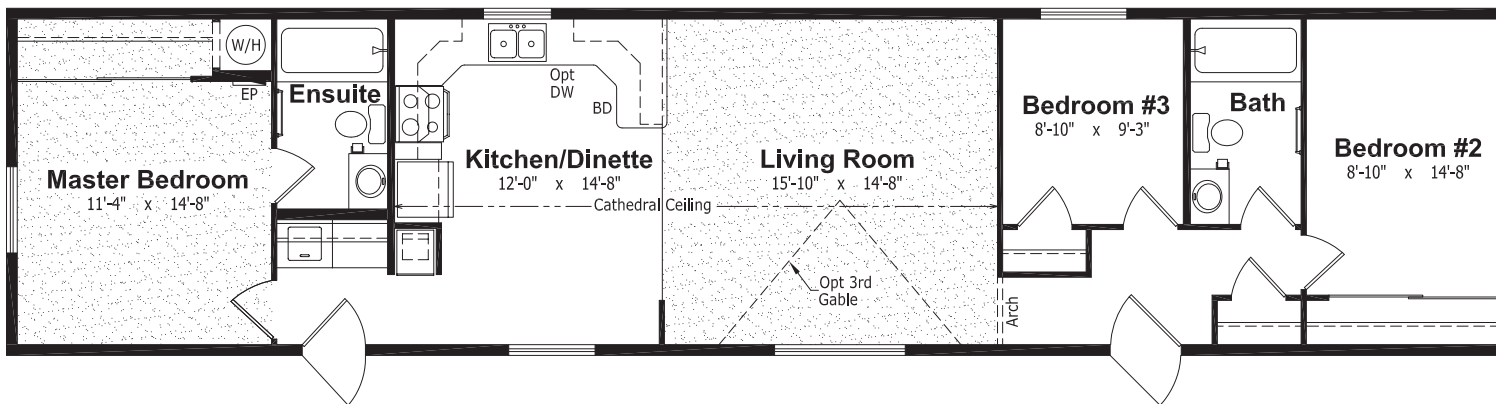 W/H
EP
Ensuite
Master Bedroom
11'-4" x 14'-8"
Opt
DW
BD
Kitchen/Dinette
12'-0" x 14'-8"
Cathedral Ceiling
Living Room
15'-10" x 14'-8"
Opt 3rd
Gable
Arch
Bedroom #3
8'-10" x 9'-3"
Bath
Bedroom #2
8'-10" x 14'-8"